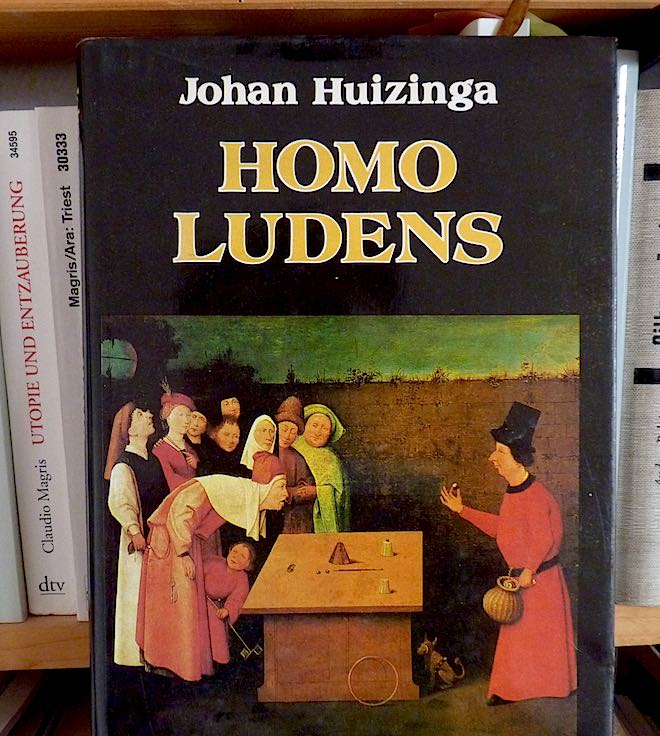 Johan Huizinga
HOMO
LUDENS
34595
UTOPIE UND ENTZAUBERUNG
Claudio Magris
dtv
30333
Magris/Ara: Triest